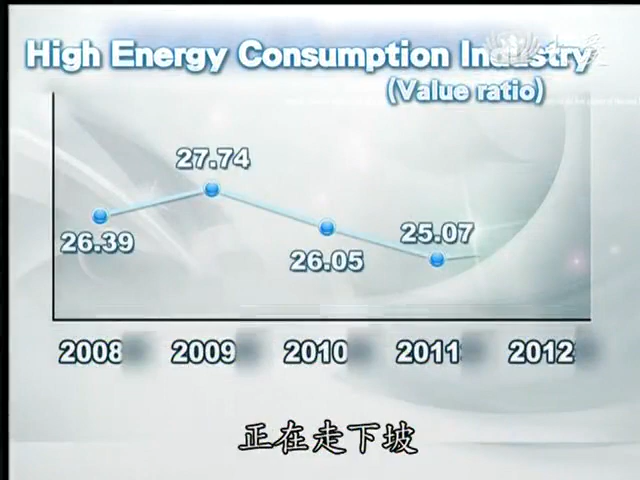 High Energy Consumption Industry
(Value ratio)
27.74
26.39
25.07
26.05
2008 2009 2010 2011 2012
正在走下坡